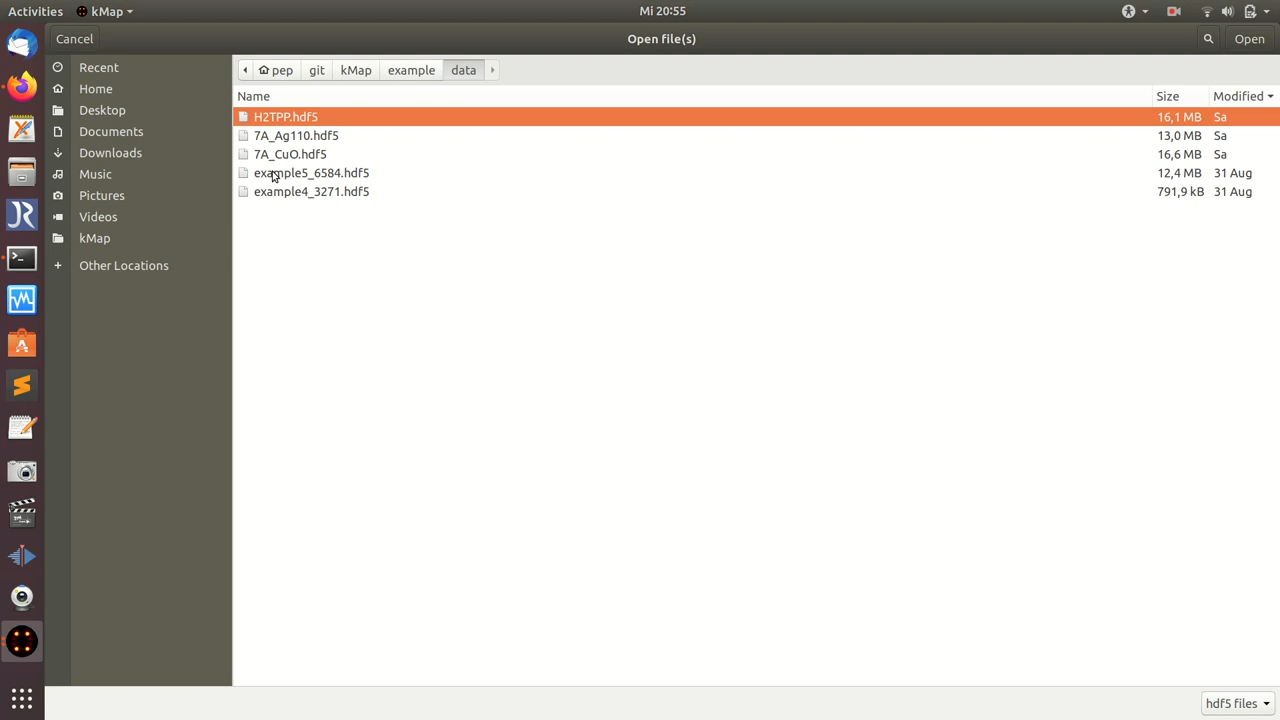 Activities kMap Mi 20:55
Cancel Open file(s) Open
Recent
Home
Desktop
Documents
Downloads
Music
Pictures
Videos
kMap
+ Other Locations
pep git kMap example data
Name Size Modified
H2TPP.hdf5 16,1 MB Sa
7A_Ag110.hdf5 13,0 MB Sa
7A_CuO.hdf5 16,6 MB Sa
example5_6584.hdf5 12,4 MB 31 Aug
example4_3271.hdf5 791,9 kB 31 Aug
hdf5 files